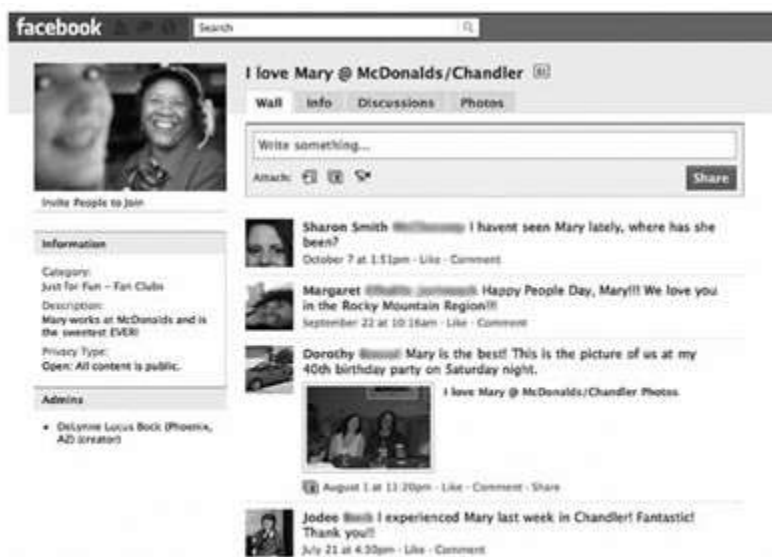 facebook
Search
I love Mary @ McDonalds/Chandler
Wall Info Discussions Photos
Write something...
Attach:
Share
Invite People to Join
Information
Category:
Just for Fun – Fan Clubs
Description:
Mary works at McDonalds and is
the sweetest EVER!
Privacy Type:
Open: All content is public.
Admins
• DeLynne Lucus Bock (Phoenix,
AZ) (creator)
Sharon Smith I havent seen Mary lately, where has she
been?
October 7 at 1:51pm · Like · Comment
Margaret Happy People Day, Mary!!! We love you
in the Rocky Mountain Region!!!
September 22 at 10:16am · Like · Comment
Dorothy Mary is the best! This is the picture of us at my
40th birthday party on Saturday night.
I love Mary @ McDonalds/Chandler Photos
August 1 at 11:20pm · Like · Comment · Share
Jodee I experienced Mary last week in Chandler! Fantastic!
Thank you!!
July 21 at 4:30pm · Like · Comment